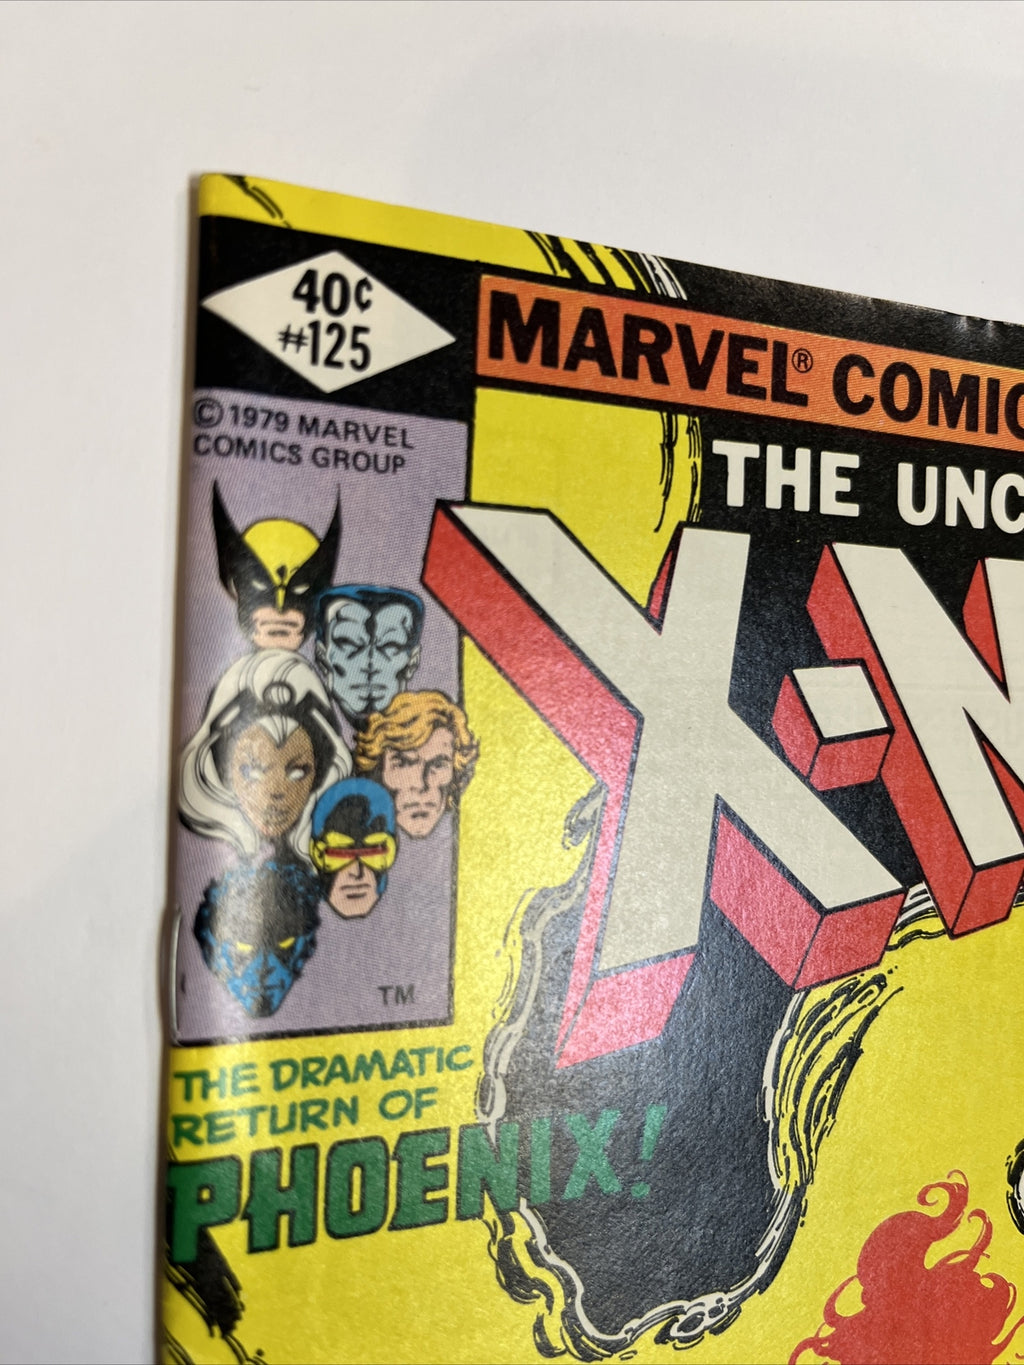 40¢
#125
MARVEL® COMIC
© 1979 MARVEL
COMICS GROUP
THE UNC
X-M
TM
THE DRAMATIC
RETURN OF
PHOENIX!